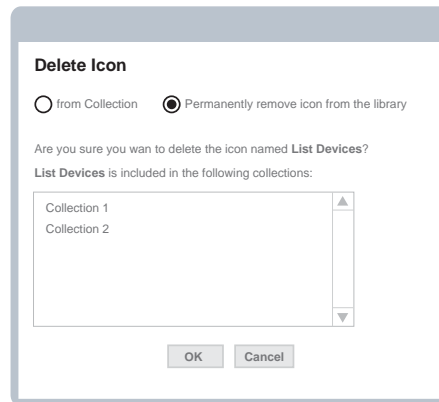 Delete Icon
from Collection Permanently remove icon from the library
Are you sure you wan to delete the icon named List Devices?
List Devices is included in the following collections:
Collection 1
Collection 2
OK Cancel